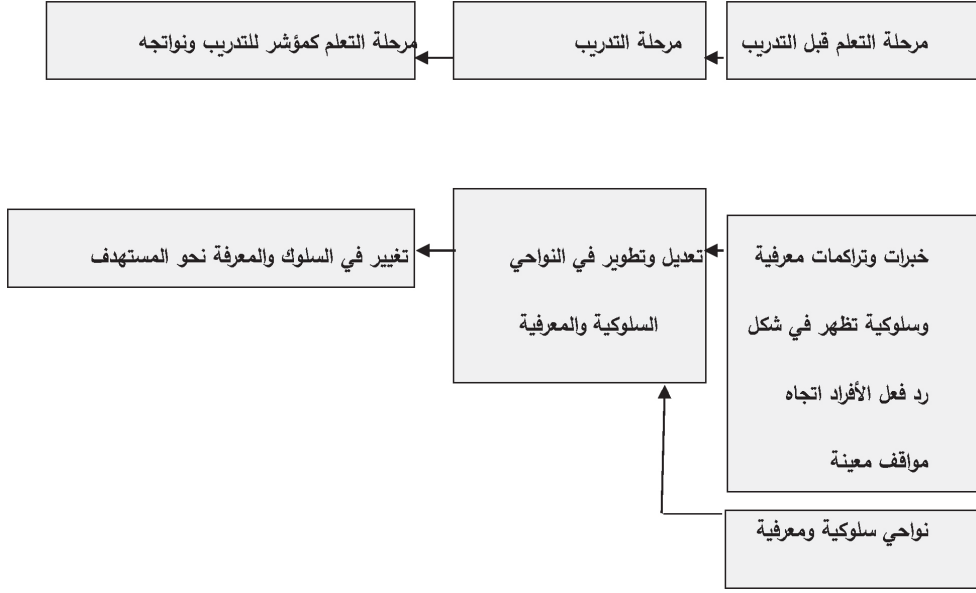 مرحلة التعلم قبل التدريب
مرحلة التدريب
مرحلة التعلم كمؤشر للتدريب ونواتجه
خبرات وتراكمات معرفية
وسلوكية تظهر في شكل
رد فعل الأفراد اتجاه
مواقف معينة
تعديل وتطوير في النواحي
السلوكية والمعرفية
تغيير في السلوك والمعرفة نحو المستهدف
نواحي سلوكية ومعرفية